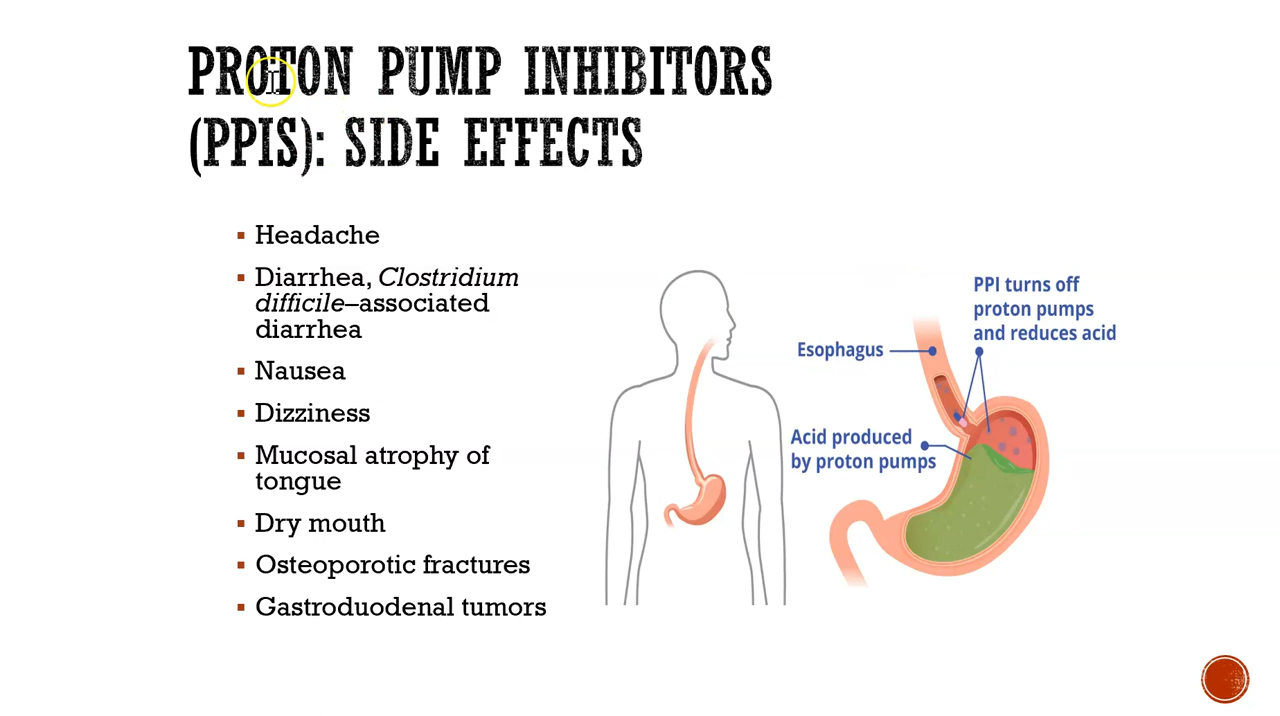 PROTON PUMP INHIBITORS
(PPIS): SIDE EFFECTS
▪ Headache
▪ Diarrhea, Clostridium
difficile–associated
diarrhea
▪ Nausea
▪ Dizziness
▪ Mucosal atrophy of
tongue
▪ Dry mouth
▪ Osteoporotic fractures
▪ Gastroduodenal tumors
PPI turns off
proton pumps
and reduces acid
Esophagus
Acid produced
by proton pumps